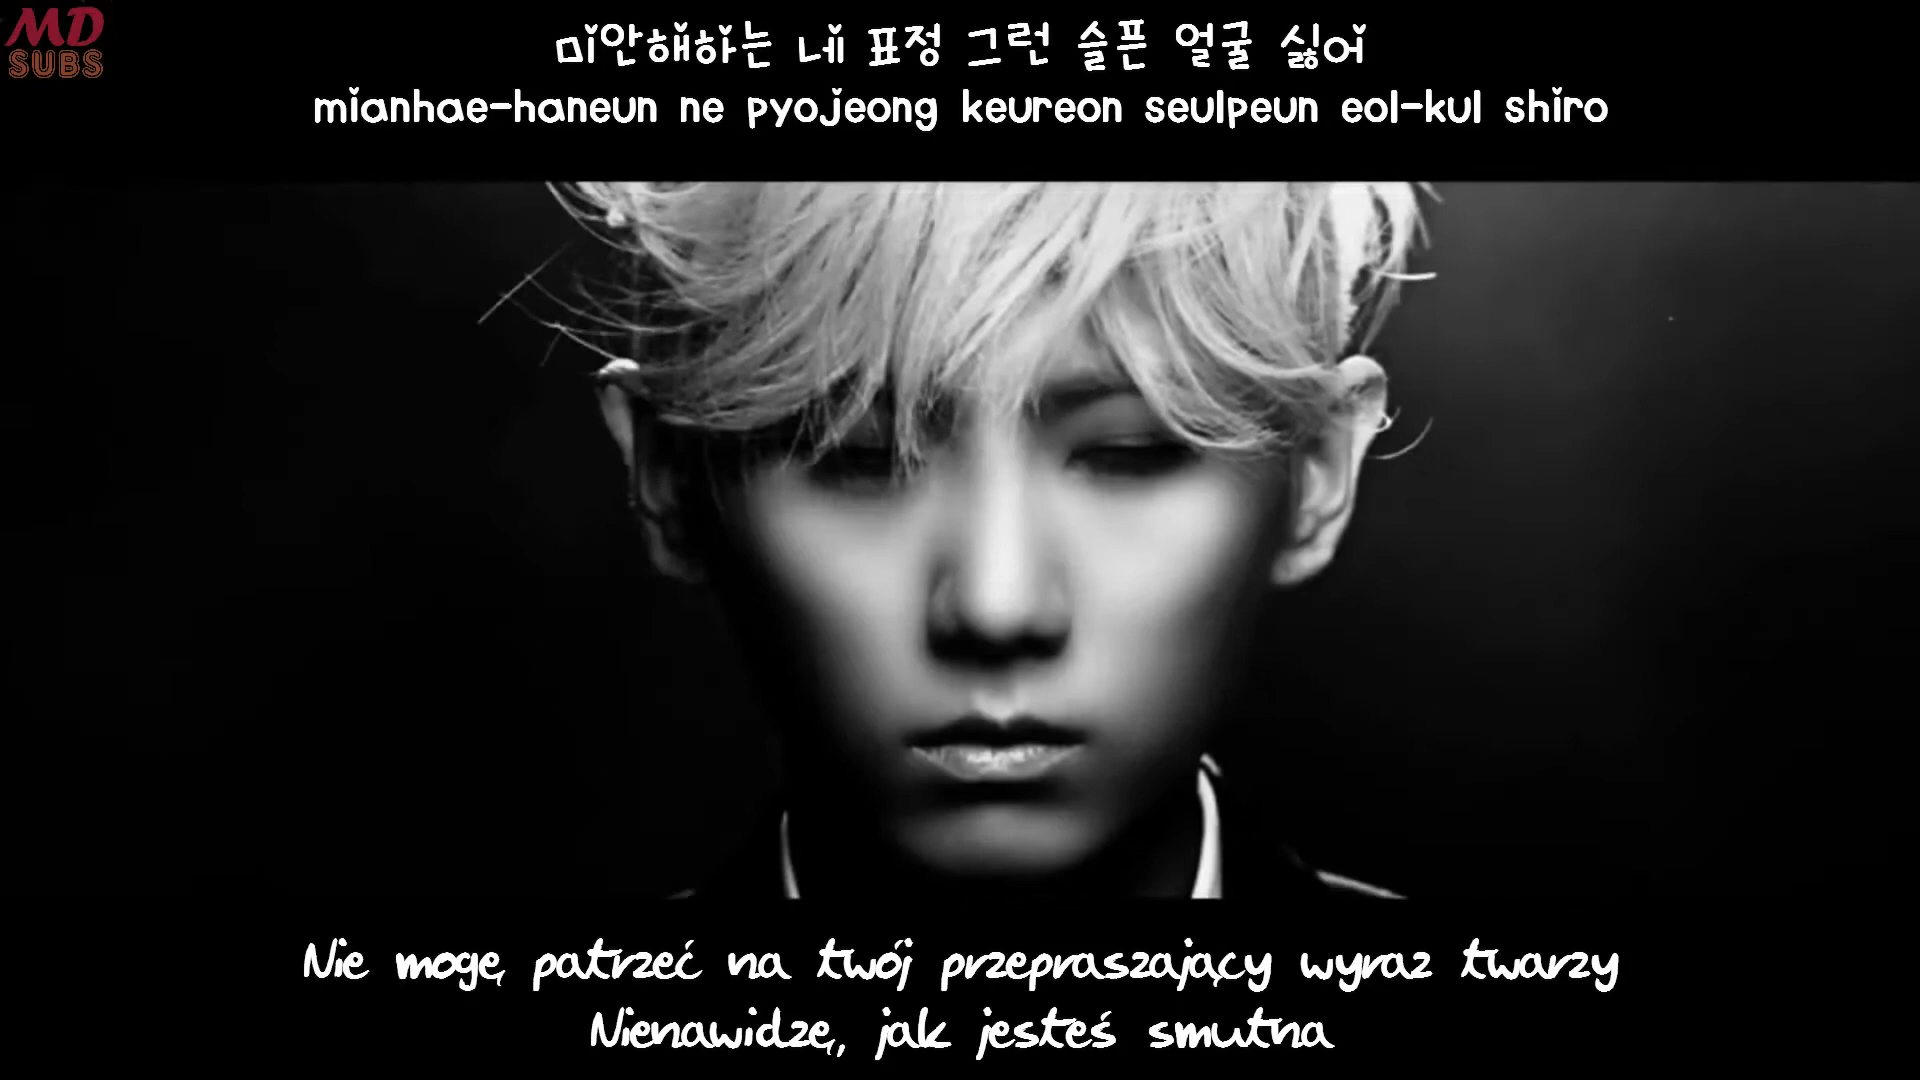 MD
SUBS
미안해하는 네 표정 그런 슬픈 얼굴 싫어
mianhae-haneun ne pyojeong keureon seulpeun eol-kul shiro
Nie mogę patrzeć na twój przepraszający wyraz twarzy
Nienawidzę, jak jesteś smutna